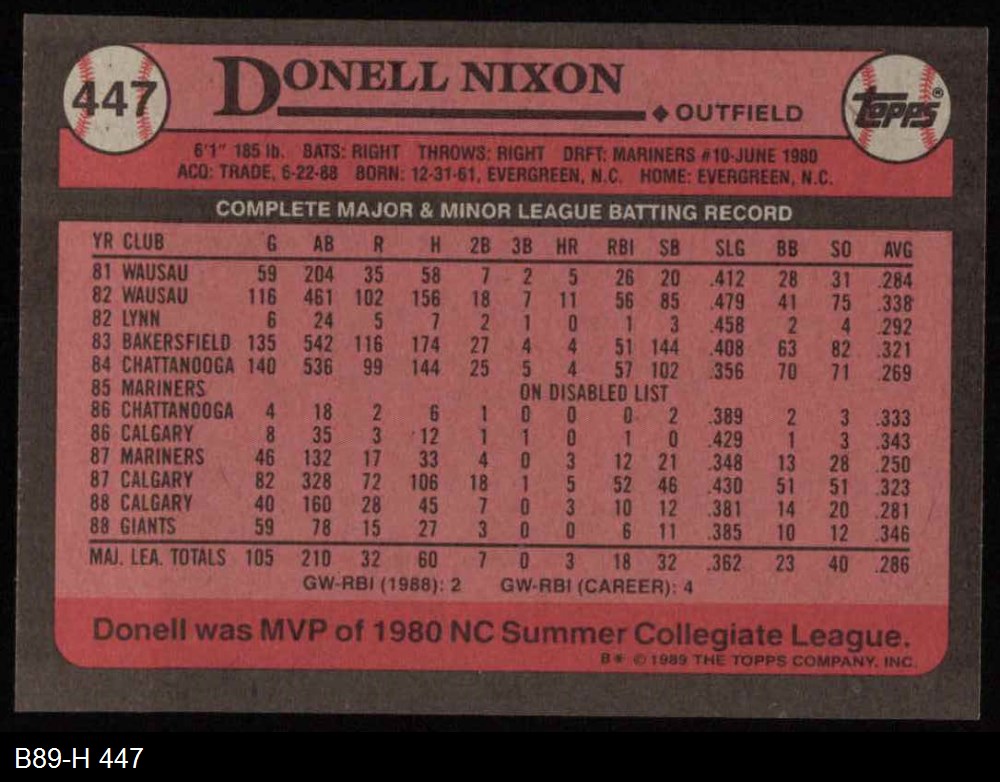 447
DONELL NIXON
◆ OUTFIELD
TOPPS®
6'1" 185 lb. BATS: RIGHT THROWS: RIGHT DRFT: MARINERS #10-JUNE 1980
ACQ: TRADE, 6-22-88 BORN: 12-31-61, EVERGREEN, N.C. HOME: EVERGREEN, N.C.
COMPLETE MAJOR & MINOR LEAGUE BATTING RECORD
YR CLUB G AB R H 2B 3B HR RBI SB SLG BB SO AVG
81 WAUSAU 59 204 35 58 7 2 5 26 20 .412 28 31 .284
82 WAUSAU 116 461 102 156 18 7 11 56 85 .479 41 75 .338
82 LYNN 6 24 5 7 2 1 0 1 3 .458 2 4 .292
83 BAKERSFIELD 135 542 116 174 27 4 4 51 144 .408 63 82 .321
84 CHATTANOOGA 140 536 99 144 25 5 4 57 102 .356 70 71 .269
85 MARINERS ON DISABLED LIST
86 CHATTANOOGA 4 18 2 6 1 0 0 0 2 .389 2 3 .333
86 CALGARY 8 35 3 12 1 1 0 1 0 .429 1 3 .343
87 MARINERS 46 132 17 33 4 0 3 12 21 .348 13 28 .250
87 CALGARY 82 328 72 106 18 1 5 52 46 .430 51 51 .323
88 CALGARY 40 160 28 45 7 0 3 10 12 .381 14 20 .281
88 GIANTS 59 78 15 27 3 0 0 6 11 .385 10 12 .346
MAJ. LEA. TOTALS 105 210 32 60 7 0 3 18 32 .362 23 40 .286
GW-RBI (1988): 2 GW-RBI (CAREER): 4
Donell was MVP of 1980 NC Summer Collegiate League.
B* © 1989 THE TOPPS COMPANY, INC.
B89-H 447